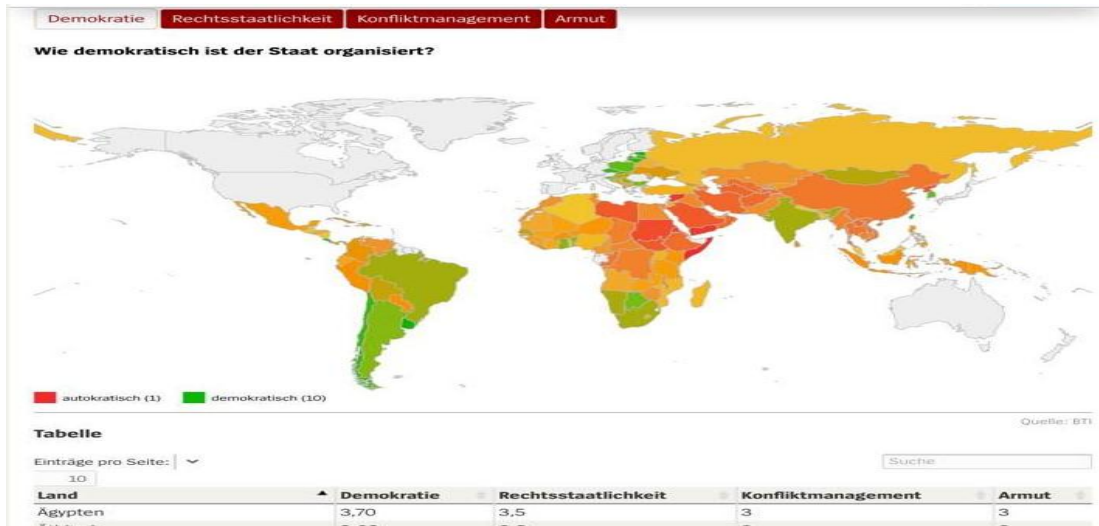 Demokratie Rechtsstaatlichkeit Konfliktmanagement Armut
Wie demokratisch ist der Staat organisiert?
autokratisch (1) demokratisch (10)
Quelle: BTI
Tabelle
Einträge pro Seite:
Suche
10
Land Demokratie Rechtsstaatlichkeit Konfliktmanagement Armut
Ägypten 3,70 3,5 3 3